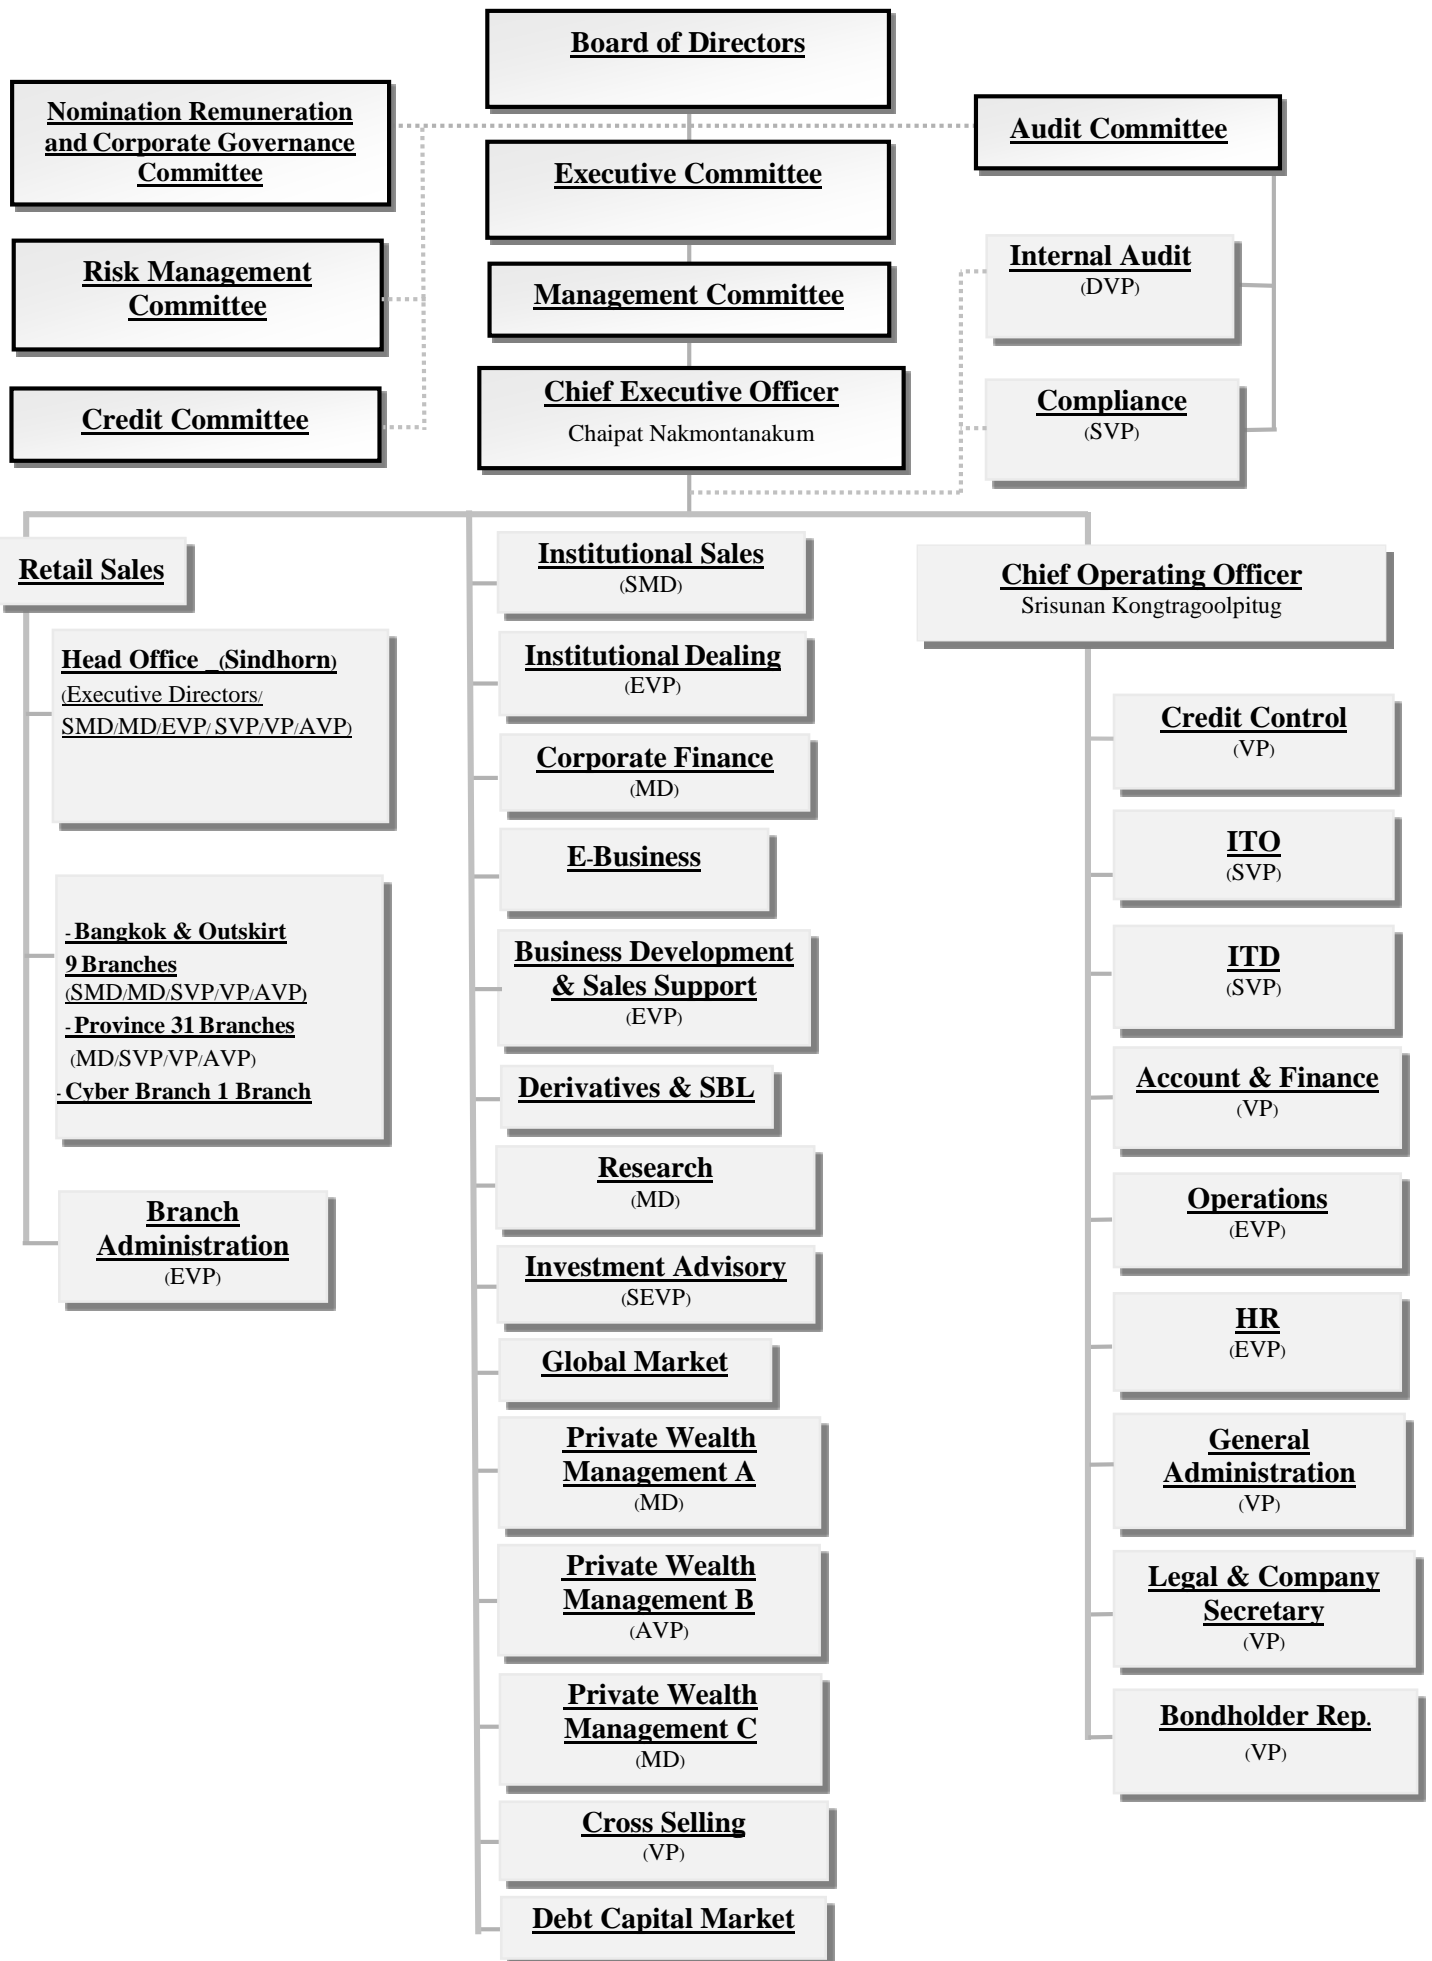 Board of Directors
Nomination Remuneration
and Corporate Governance
Committee
Audit Committee
Executive Committee
Risk Management
Committee
Internal Audit
(DVP)
Management Committee
Chief Executive Officer
Chaipat Nakmontanakum
Credit Committee
Compliance
(SVP)
Retail Sales
Head Office _(Sindhorn)
(Executive Directors/
SMD/MD/EVP/ SVP/VP/AVP)
- Bangkok & Outskirt
9 Branches
(SMD/MD/SVP/VP/AVP)
- Province 31 Branches
(MD/SVP/VP/AVP)
- Cyber Branch 1 Branch
Branch
Administration
(EVP)
Institutional Sales
(SMD)
Institutional Dealing
(EVP)
Corporate Finance
(MD)
E-Business
Business Development
& Sales Support
(EVP)
Derivatives & SBL
Research
(MD)
Investment Advisory
(SEVP)
Global Market
Private Wealth
Management A
(MD)
Private Wealth
Management B
(AVP)
Private Wealth
Management C
(MD)
Cross Selling
(VP)
Debt Capital Market
Chief Operating Officer
Srisunan Kongtragoolpitug
Credit Control
(VP)
ITO
(SVP)
ITD
(SVP)
Account & Finance
(VP)
Operations
(EVP)
HR
(EVP)
General
Administration
(VP)
Legal & Company
Secretary
(VP)
Bondholder Rep.
(VP)